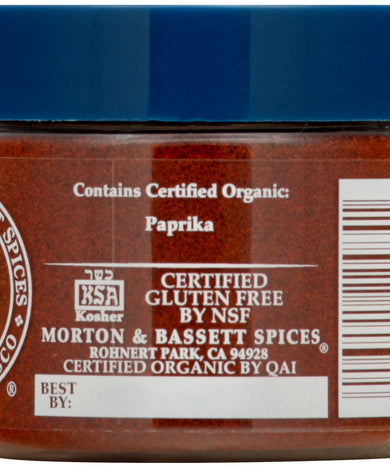 Contains Certified Organic:
Paprika
כשר
KSA
Kosher
CERTIFIED
GLUTEN FREE
BY NSF
MORTON & BASSETT SPICES®
ROHNERT PARK, CA 94928
CERTIFIED ORGANIC BY QAI
BEST
BY:
SPICES
®